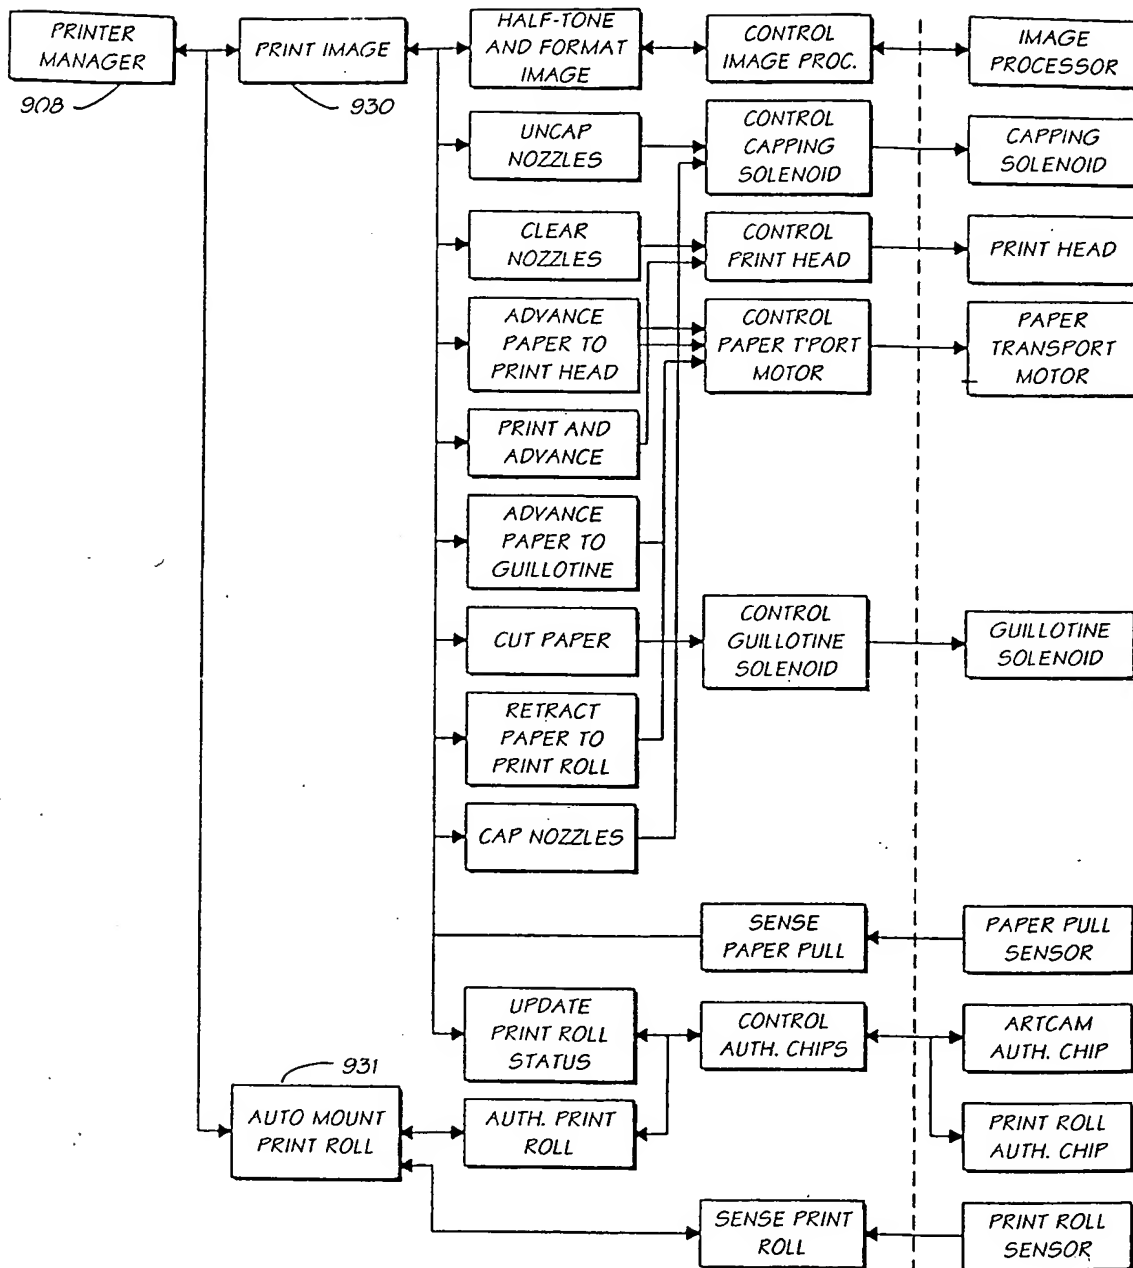 PRINTER
MANAGER
908
PRINT IMAGE
930
HALF-TONE
AND FORMAT
IMAGE
CONTROL
IMAGE PROC.
IMAGE
PROCESSOR
UNCAP
NOZZLES
CONTROL
CAPPING
SOLENOID
CAPPING
SOLENOID
CLEAR
NOZZLES
CONTROL
PRINT HEAD
PRINT HEAD
ADVANCE
PAPER TO
PRINT HEAD
CONTROL
PAPER T'PORT
MOTOR
PAPER
TRANSPORT
MOTOR
PRINT AND
ADVANCE
ADVANCE
PAPER TO
GUILLOTINE
CUT PAPER
CONTROL
GUILLOTINE
SOLENOID
GUILLOTINE
SOLENOID
RETRACT
PAPER TO
PRINT ROLL
CAP NOZZLES
SENSE
PAPER PULL
PAPER PULL
SENSOR
UPDATE
PRINT ROLL
STATUS
CONTROL
AUTH. CHIPS
ARTCAM
AUTH. CHIP
931
AUTO MOUNT
PRINT ROLL
AUTH. PRINT
ROLL
PRINT ROLL
AUTH. CHIP
SENSE PRINT
ROLL
PRINT ROLL
SENSOR